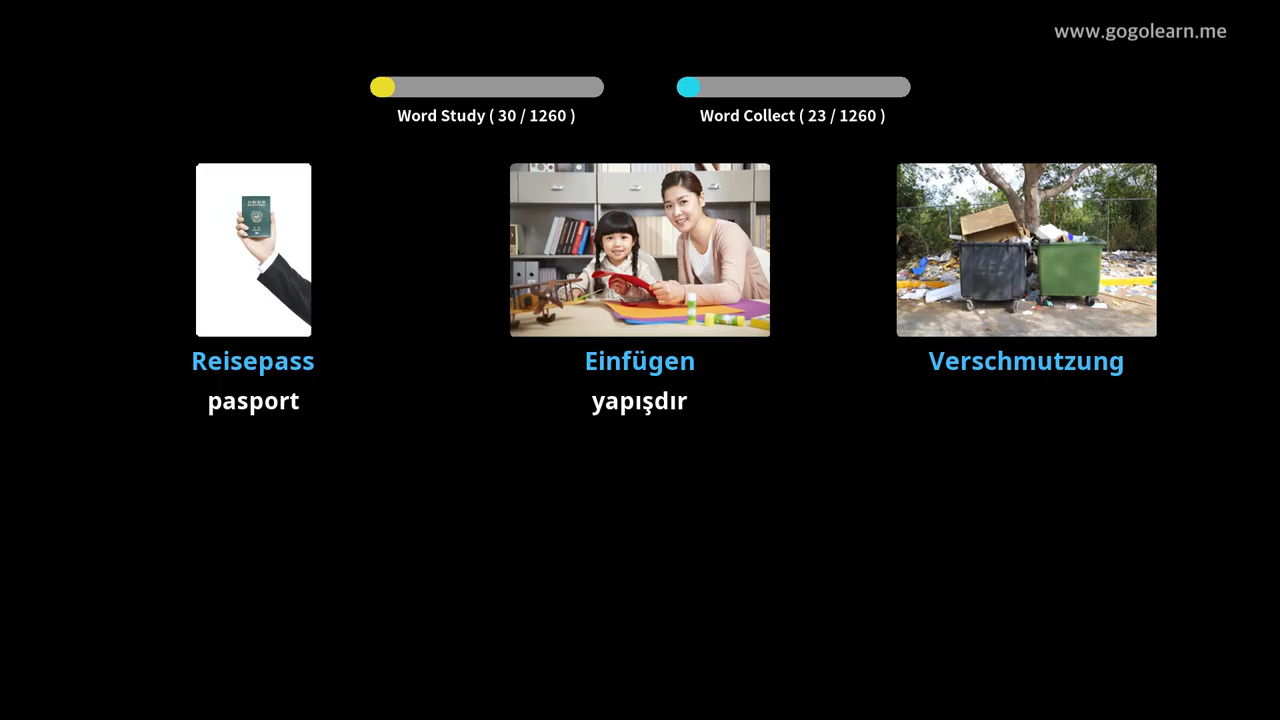 www.gogolearn.me
Word Study ( 30 / 1260 )
Word Collect ( 23 / 1260 )
Reisepass
pasport
Einfügen
yapışdır
Verschmutzung